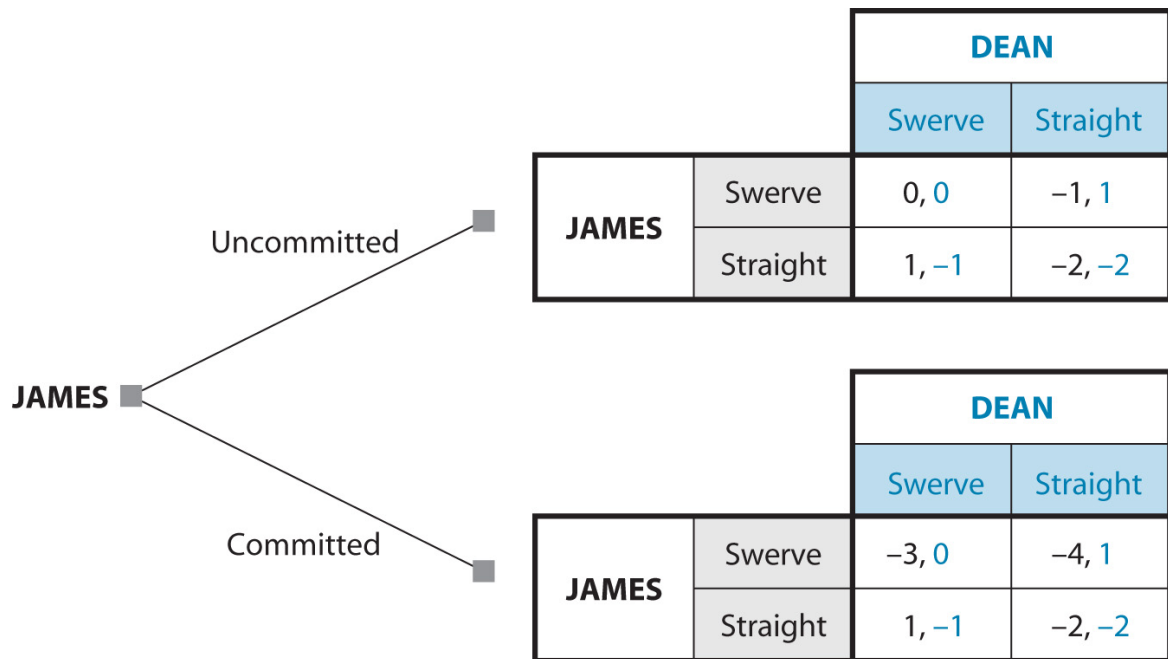 DEAN
Swerve Straight
JAMES Swerve 0, 0 –1, 1
Straight 1, –1 –2, –2
Uncommitted
JAMES
Committed
DEAN
Swerve Straight
JAMES Swerve –3, 0 –4, 1
Straight 1, –1 –2, –2